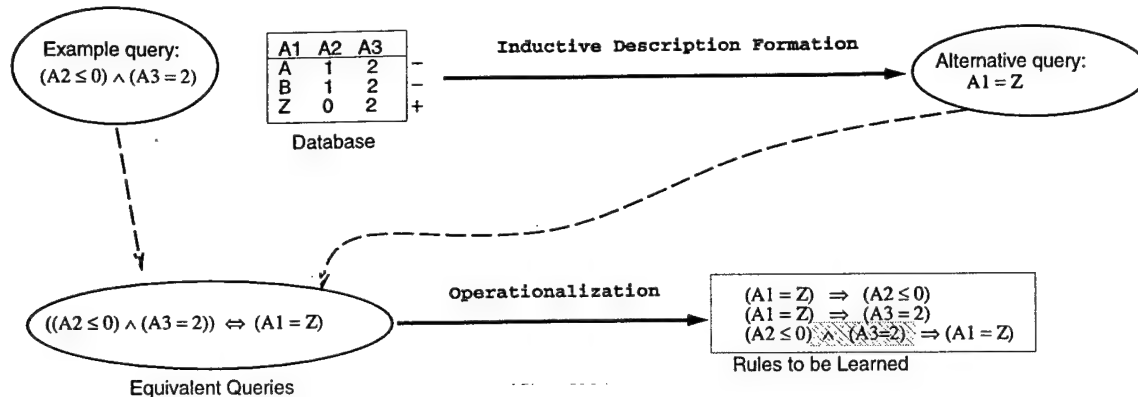 Example query:
(A2 ≤ 0) ∧ (A3 = 2)
A1 A2 A3
A 1 2 −
B 1 2 −
Z 0 2 +
Database
Inductive Description Formation
Alternative query:
A1 = Z
((A2 ≤ 0) ∧ (A3 = 2)) ⇔ (A1 = Z)
Equivalent Queries
Operationalization
(A1 = Z) ⇒ (A2 ≤ 0)
(A1 = Z) ⇒ (A3 = 2)
(A2 ≤ 0) ∧ (A3=2) ⇒ (A1 = Z)
Rules to be Learned